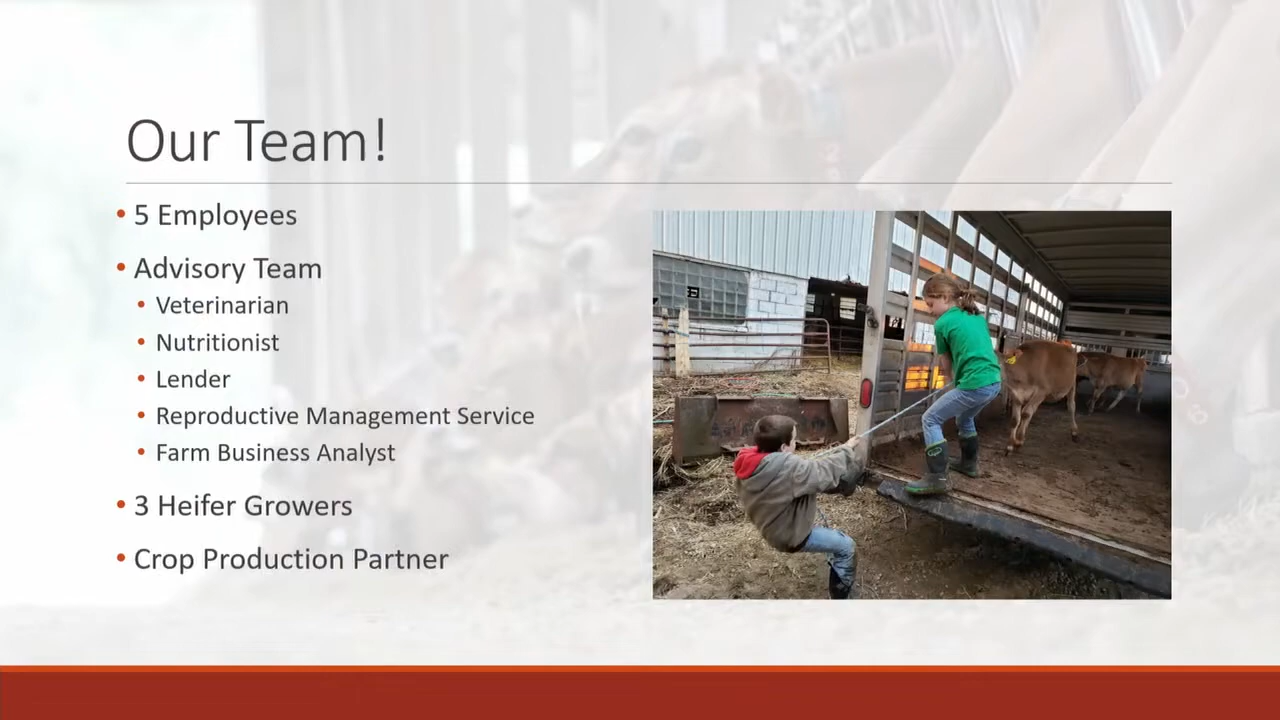 Our Team!
• 5 Employees
• Advisory Team
• Veterinarian
• Nutritionist
• Lender
• Reproductive Management Service
• Farm Business Analyst
• 3 Heifer Growers
• Crop Production Partner